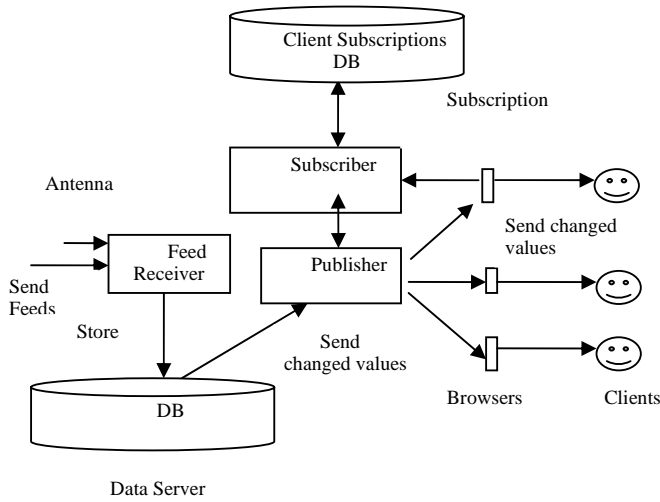 Client Subscriptions
DB
Subscription
Subscriber
Antenna
Send changed
values
Feed
Receiver
Publisher
Send
Feeds
Store
Send
changed values
DB
Browsers
Clients
Data Server